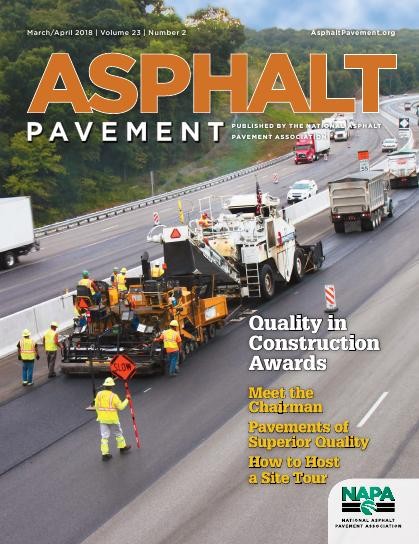 March/April 2018 | Volume 23 | Number 2
AsphaltPavement.org
ASPHALT
PAVEMENT
PUBLISHED BY THE NATIONAL ASPHALT
PAVEMENT ASSOCIATION
SLOW
Quality in
Construction
Awards
Meet the
Chairman
Pavements of
Superior Quality
How to Host
a Site Tour
NAPA
NATIONAL ASPHALT
PAVEMENT ASSOCIATION